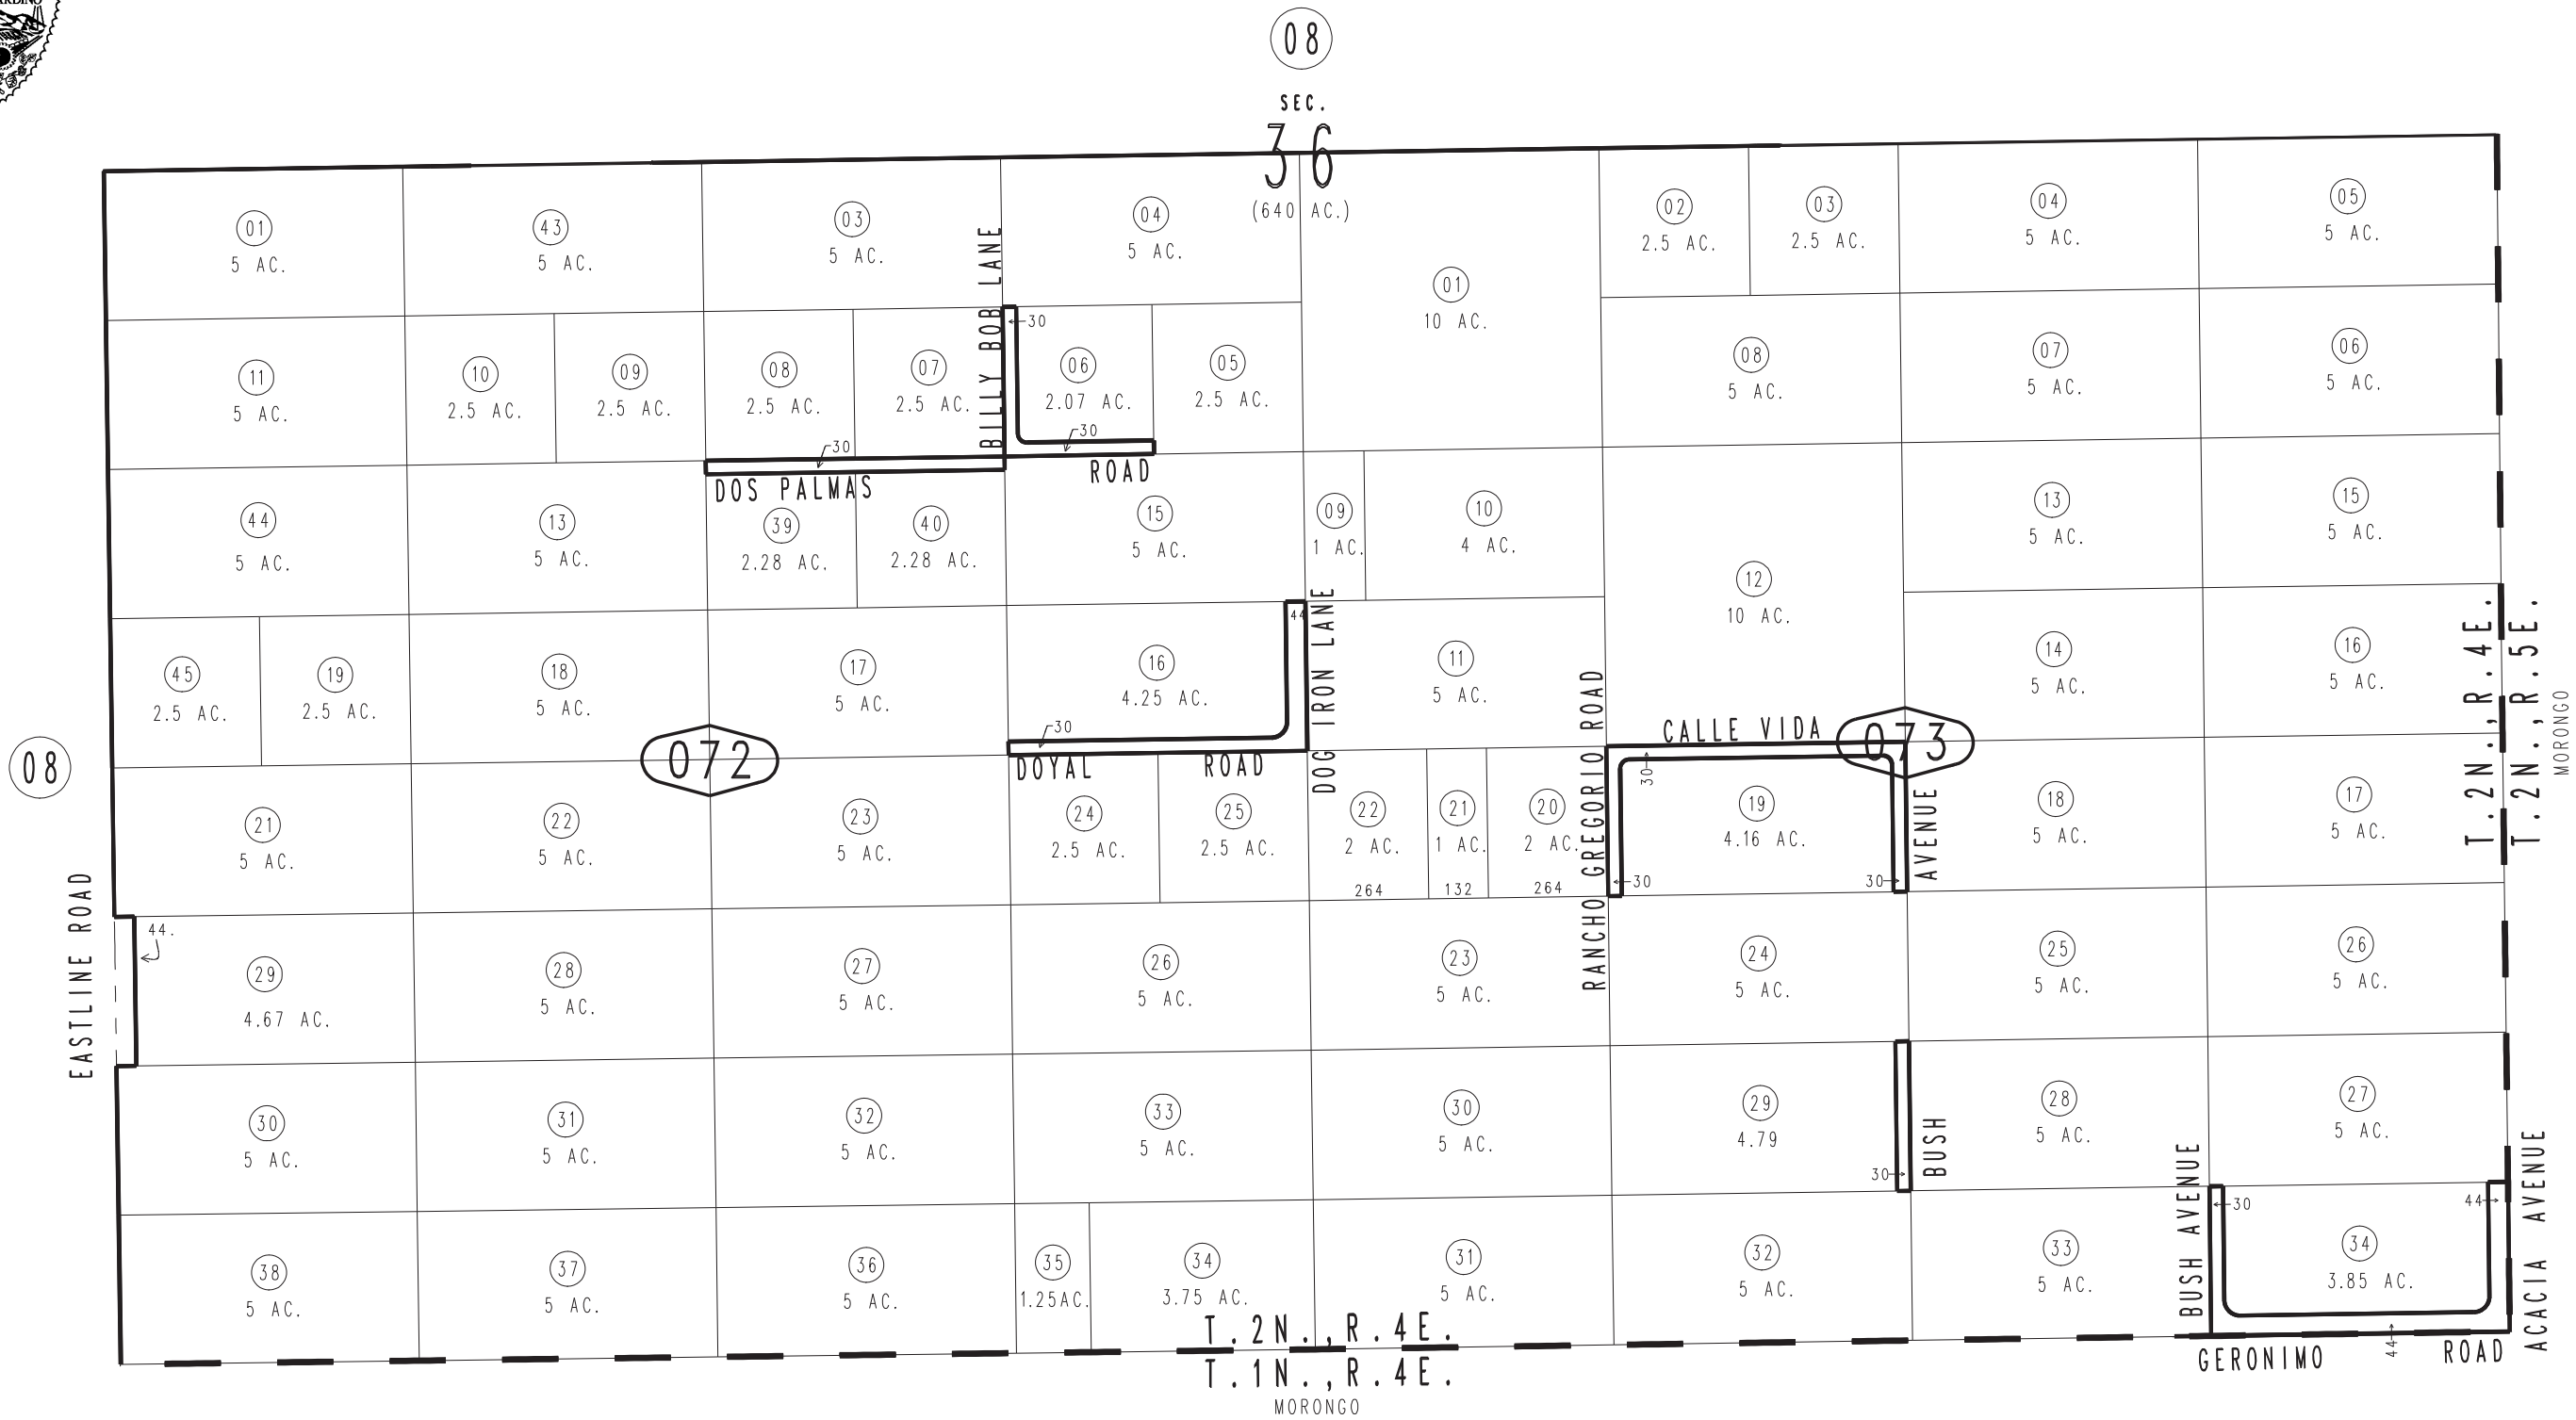 08
SEC.
36
(640 AC.)
01
5 AC.
43
5 AC.
03
5 AC.
04
5 AC.
01
10 AC.
02
2.5 AC.
03
2.5 AC.
04
5 AC.
05
5 AC.
BILLY BOB LANE
11
5 AC.
10
2.5 AC.
09
2.5 AC.
08
2.5 AC.
07
2.5 AC.
30
06
2.07 AC.
05
2.5 AC.
08
5 AC.
07
5 AC.
06
5 AC.
30
30
DOS PALMAS ROAD
44
5 AC.
13
5 AC.
39
2.28 AC.
40
2.28 AC.
15
5 AC.
09
1 AC.
10
4 AC.
12
10 AC.
13
5 AC.
15
5 AC.
45
2.5 AC.
19
2.5 AC.
18
5 AC.
17
5 AC.
16
4.25 AC.
44
DOG IRON LANE
11
5 AC.
14
5 AC.
16
5 AC.
T.2N.,R.4E.
T.2N.,R.5E.
MORONGO
08
072
30
DOYAL ROAD
RANCHO GREGORIO ROAD
CALLE VIDA
073
21
5 AC.
22
5 AC.
23
5 AC.
24
2.5 AC.
25
2.5 AC.
22
2 AC.
264
21
1 AC.
132
20
2 AC.
264
30
19
4.16 AC.
30
30
AVENUE
18
5 AC.
17
5 AC.
EASTLINE ROAD
44.
29
4.67 AC.
28
5 AC.
27
5 AC.
26
5 AC.
23
5 AC.
24
5 AC.
25
5 AC.
26
5 AC.
30
5 AC.
31
5 AC.
32
5 AC.
33
5 AC.
30
5 AC.
29
4.79
30
BUSH
28
5 AC.
27
5 AC.
38
5 AC.
37
5 AC.
36
5 AC.
35
1.25AC.
34
3.75 AC.
31
5 AC.
32
5 AC.
33
5 AC.
BUSH AVENUE
30
44
34
3.85 AC.
44
ACACIA AVENUE
GERONIMO ROAD
T.2N.,R.4E.
T.1N.,R.4E.
MORONGO